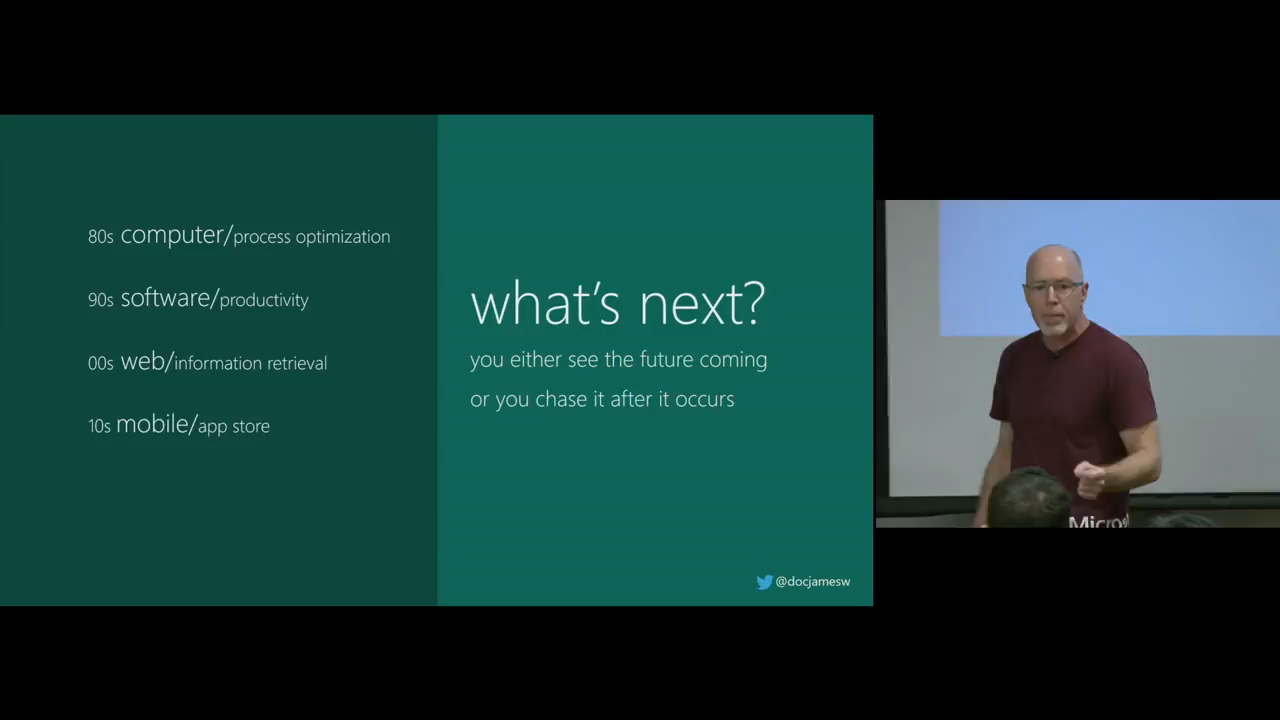 80s computer/process optimization
90s software/productivity
00s web/information retrieval
10s mobile/app store
what's next?
you either see the future coming
or you chase it after it occurs
@docjamesw